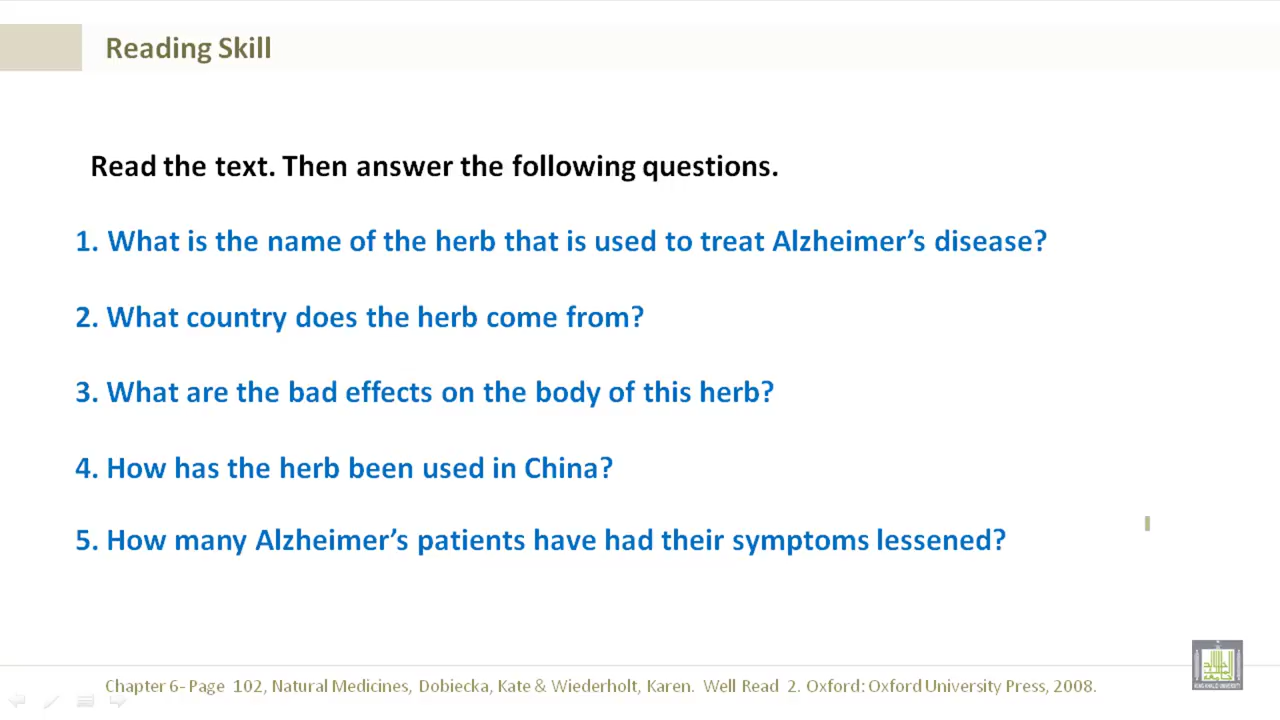 Reading Skill
Read the text. Then answer the following questions.
1. What is the name of the herb that is used to treat Alzheimer’s disease?
2. What country does the herb come from?
3. What are the bad effects on the body of this herb?
4. How has the herb been used in China?
5. How many Alzheimer’s patients have had their symptoms lessened?
Chapter 6- Page 102, Natural Medicines, Dobiecka, Kate & Wiederholt, Karen. Well Read 2. Oxford: Oxford University Press, 2008.
KING KHALID UNIVERSITY